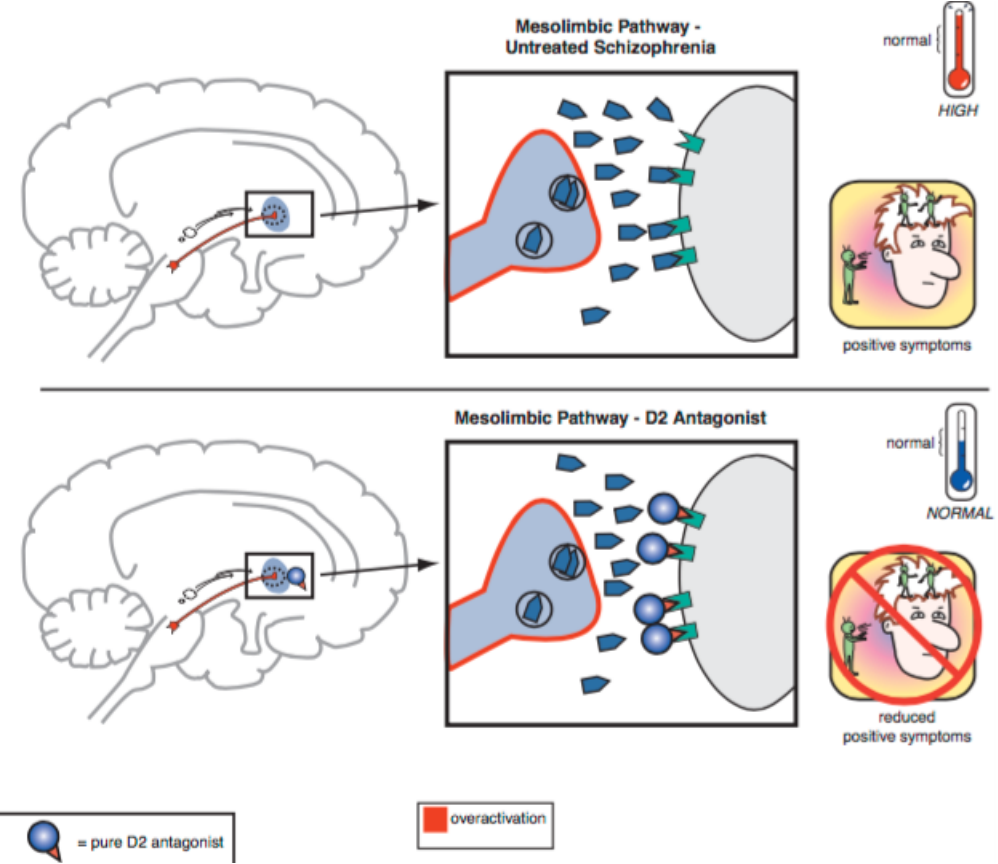 Mesolimbic Pathway -
Untreated Schizophrenia
normal
HIGH
positive symptoms
Mesolimbic Pathway - D2 Antagonist
normal
NORMAL
reduced
positive symptoms
= pure D2 antagonist
overactivation